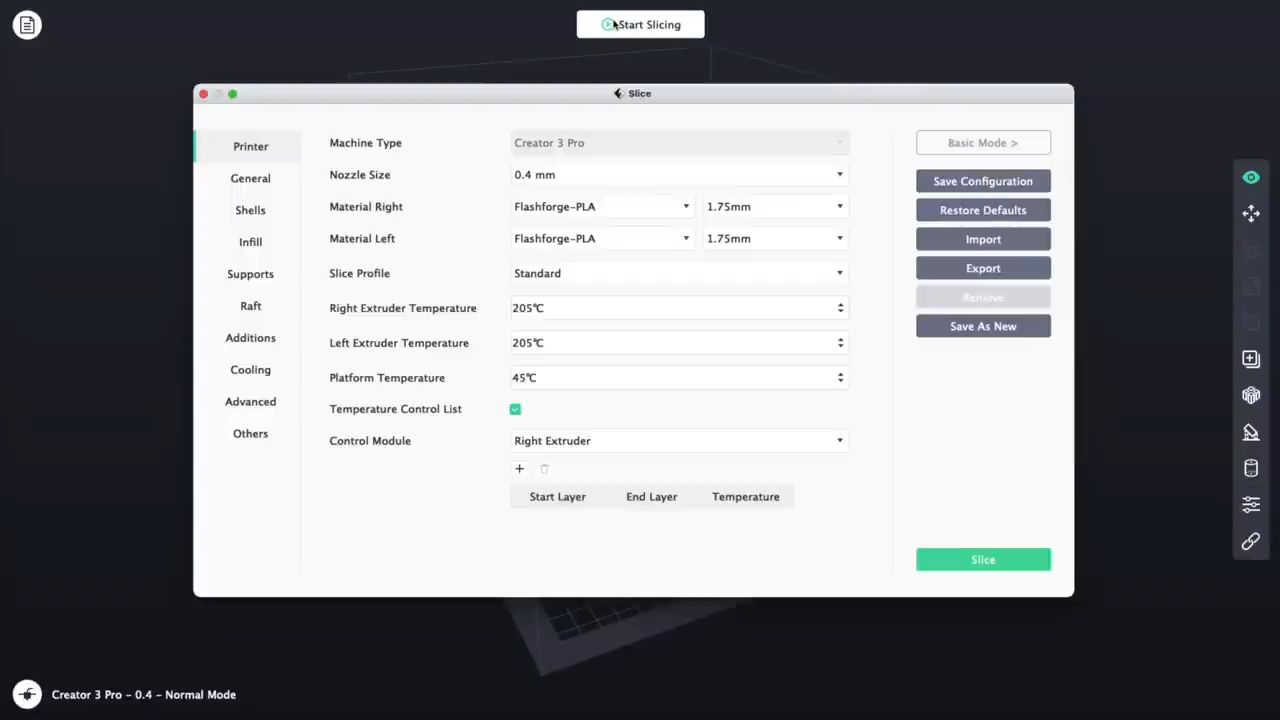 Start Slicing
Slice
Printer
General
Shells
Infill
Supports
Raft
Additions
Cooling
Advanced
Others
Machine Type Creator 3 Pro
Nozzle Size 0.4 mm
Material Right Flashforge-PLA 1.75mm
Material Left Flashforge-PLA 1.75mm
Slice Profile Standard
Right Extruder Temperature 205℃
Left Extruder Temperature 205℃
Platform Temperature 45℃
Temperature Control List
Control Module Right Extruder
+
Start Layer End Layer Temperature
Basic Mode >
Save Configuration
Restore Defaults
Import
Export
Remove
Save As New
Slice
Creator 3 Pro - 0.4 - Normal Mode